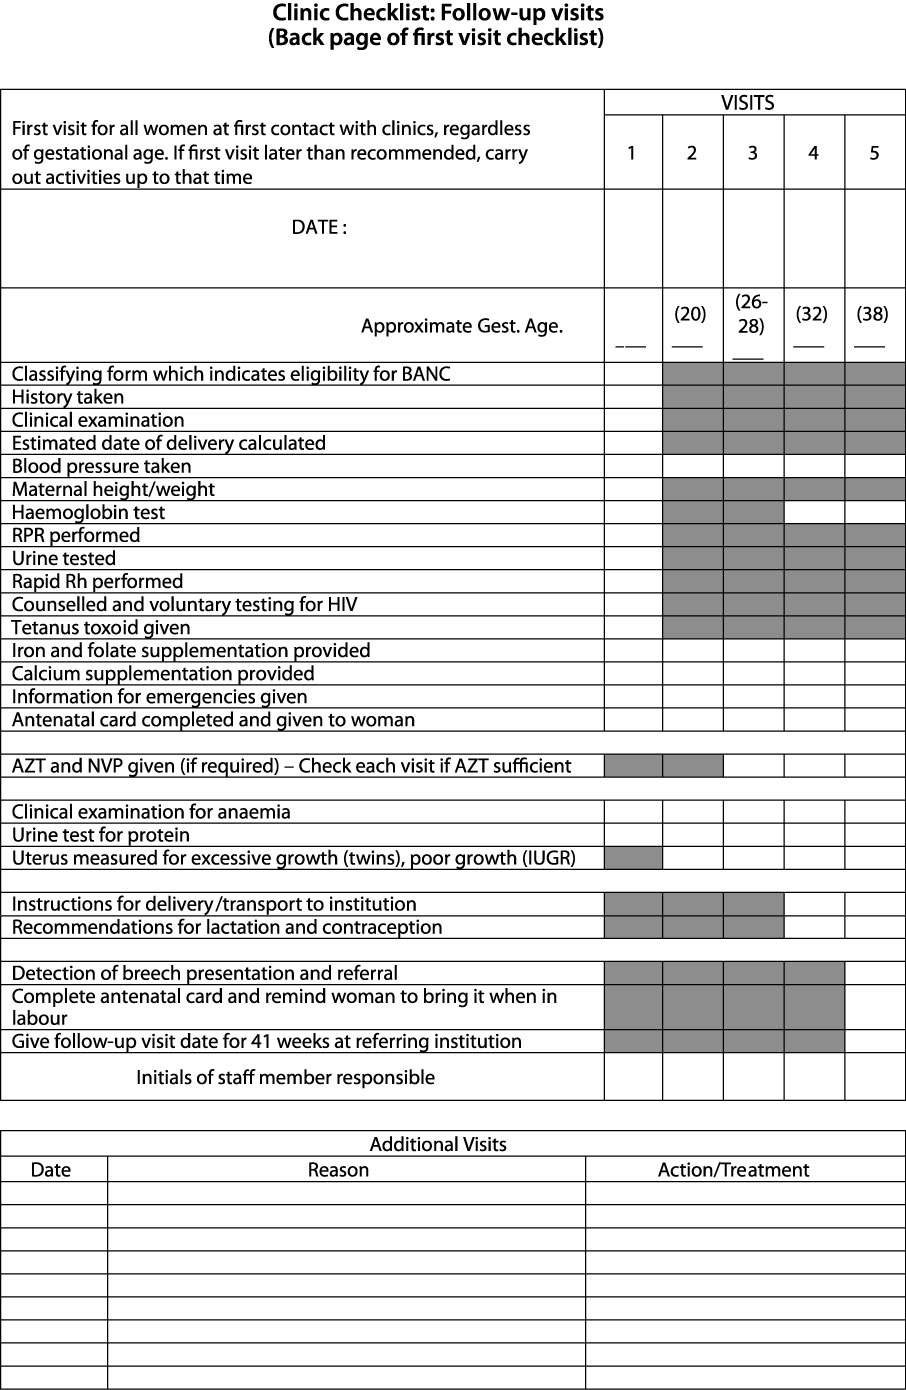 Clinic Checklist: Follow-up visits
(Back page of first visit checklist)
VISITS
First visit for all women at first contact with clinics, regardless
of gestational age. If first visit later than recommended, carry
out activities up to that time
1 2 3 4 5
DATE :
Approximate Gest. Age.
(20) (26-
28) (32) (38)
___ ___ ___ ___ ___
Classifying form which indicates eligibility for BANC
History taken
Clinical examination
Estimated date of delivery calculated
Blood pressure taken
Maternal height/weight
Haemoglobin test
RPR performed
Urine tested
Rapid Rh performed
Counselled and voluntary testing for HIV
Tetanus toxoid given
Iron and folate supplementation provided
Calcium supplementation provided
Information for emergencies given
Antenatal card completed and given to woman
AZT and NVP given (if required) – Check each visit if AZT sufficient
Clinical examination for anaemia
Urine test for protein
Uterus measured for excessive growth (twins), poor growth (IUGR)
Instructions for delivery/transport to institution
Recommendations for lactation and contraception
Detection of breech presentation and referral
Complete antenatal card and remind woman to bring it when in
labour
Give follow-up visit date for 41 weeks at referring institution
Initials of staff member responsible
Additional Visits
Date Reason Action/Treatment